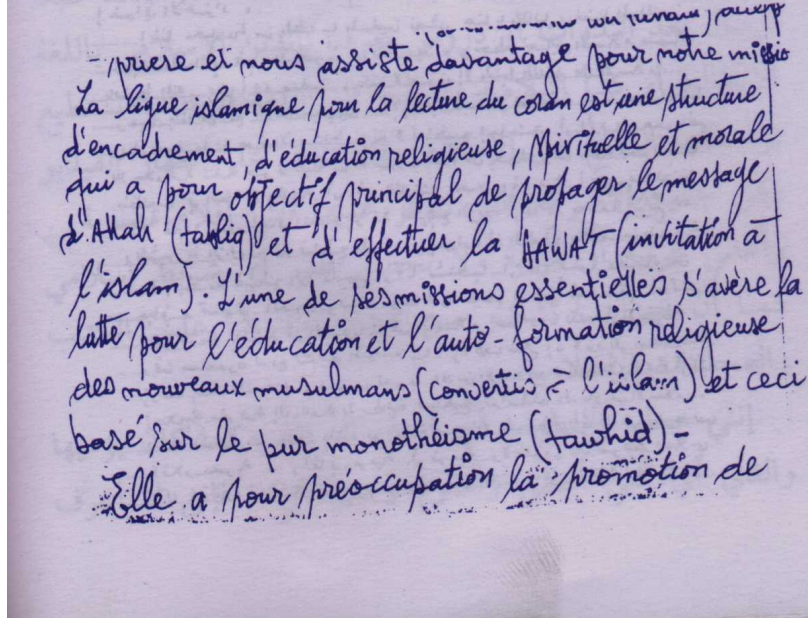 - prière et nous assiste davantage pour notre missio
La ligue islamique pour la lecture du coran est une structure
d'encadrement, d'éducation religieuse, spirituelle et morale
qui a pour objectif principal de propager le message
d'Allah (tabliq) et d'effectuer la DAWAT (invitation à
l'islam). L'une de ses missions essentielles s'avère la
lutte pour l'éducation et l'auto-formation religieuse
des nouveaux musulmans (convertis à l'islam) et ceci
basé sur le pur monothéisme (tawhid) -
Elle a pour préoccupation la promotion de